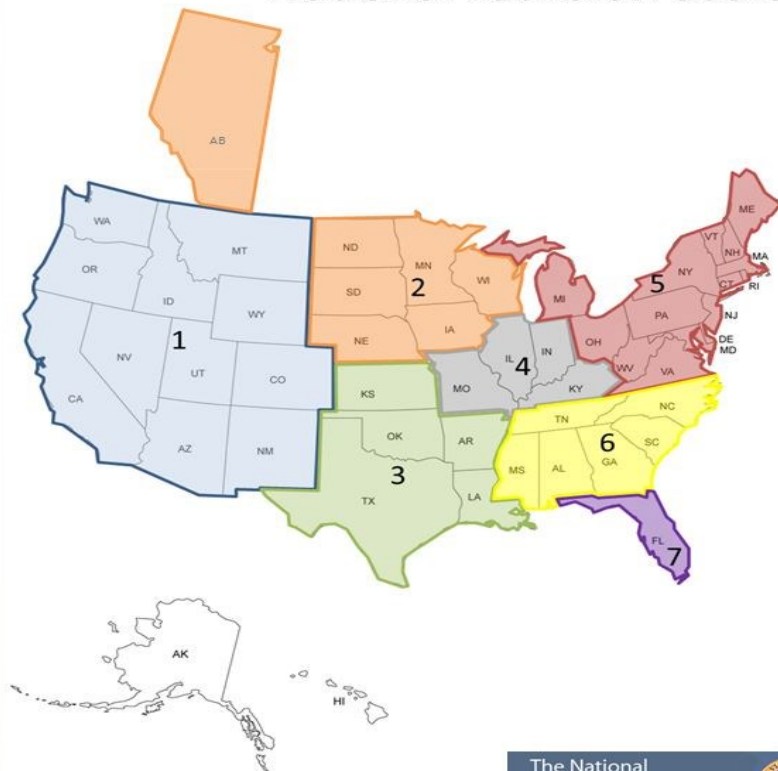 AB
WA
MT
ME
ND
VT
NH
MA
OR
MN
NY
ID
WI
5
CT
RI
SD
2
MI
WY
PA
NJ
1
NE
IA
OH
DE
NV
IL
IN
MD
UT
4
WV
VA
CO
MO
KY
CA
KS
NC
TN
OK
AR
6
SC
AZ
NM
MS
AL
GA
3
TX
LA
FL
7
AK
HI
The National